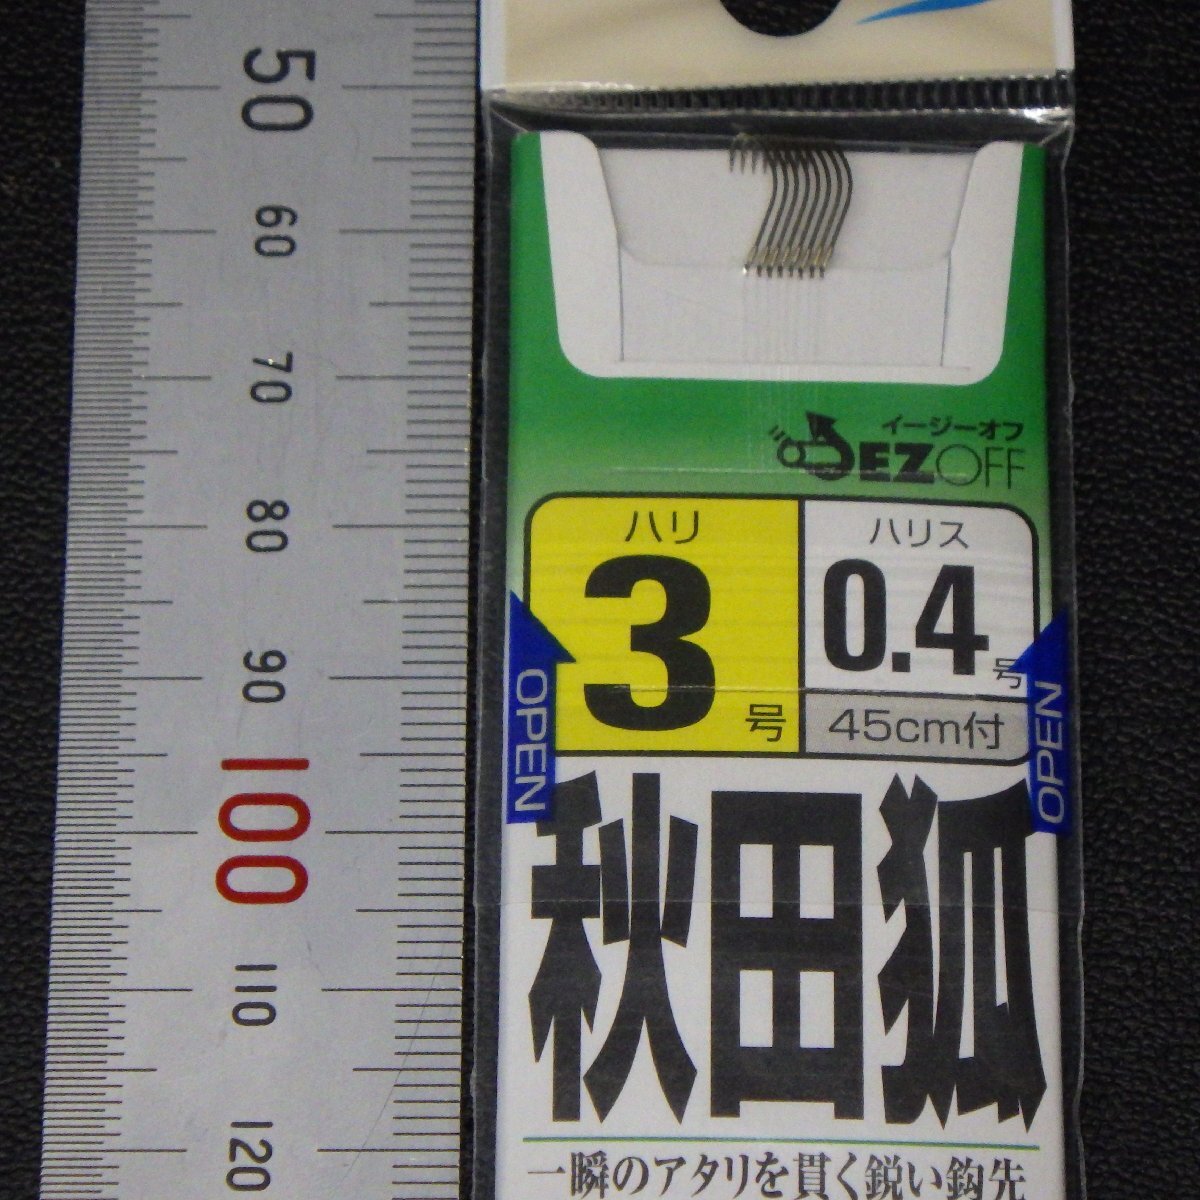 50
60
70
80
90
100
110
120
イージーオフ
EZOFF
ハリ
3号
ハリス
0.4号
45cm付
OPEN
OPEN
秋田狐
一瞬のアタリを貫く鋭い鈎先